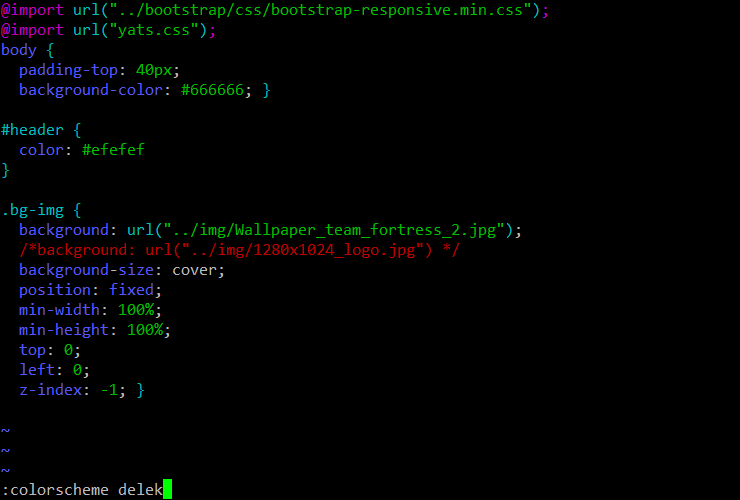 @import url("../bootstrap/css/bootstrap-responsive.min.css");
@import url("yats.css");
body {
  padding-top: 40px;
  background-color: #666666; }

#header {
  color: #efefef
}

.bg-img {
  background: url("../img/Wallpaper_team_fortress_2.jpg");
  /*background: url("../img/1280x1024_logo.jpg") */
  background-size: cover;
  position: fixed;
  min-width: 100%;
  min-height: 100%;
  top: 0;
  left: 0;
  z-index: -1; }

~
~
~
:colorscheme delek